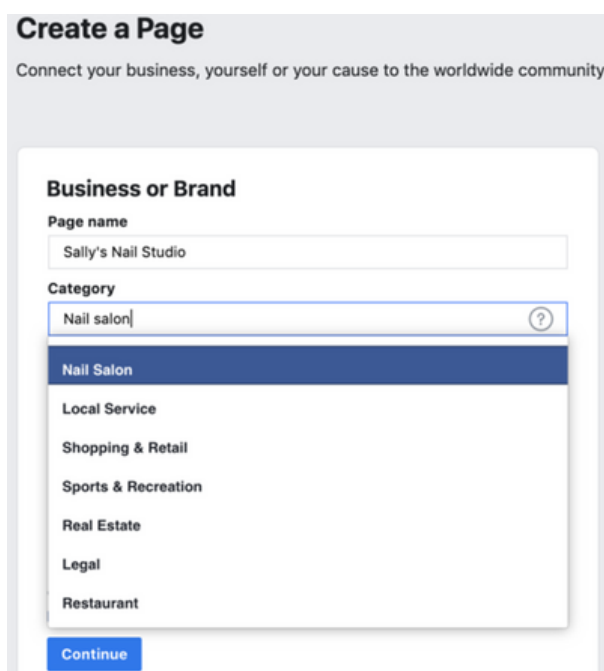 Create a Page
Connect your business, yourself or your cause to the worldwide community
Business or Brand
Page name
Sally's Nail Studio
Category
Nail salon
?
Nail Salon
Local Service
Shopping & Retail
Sports & Recreation
Real Estate
Legal
Restaurant
Continue